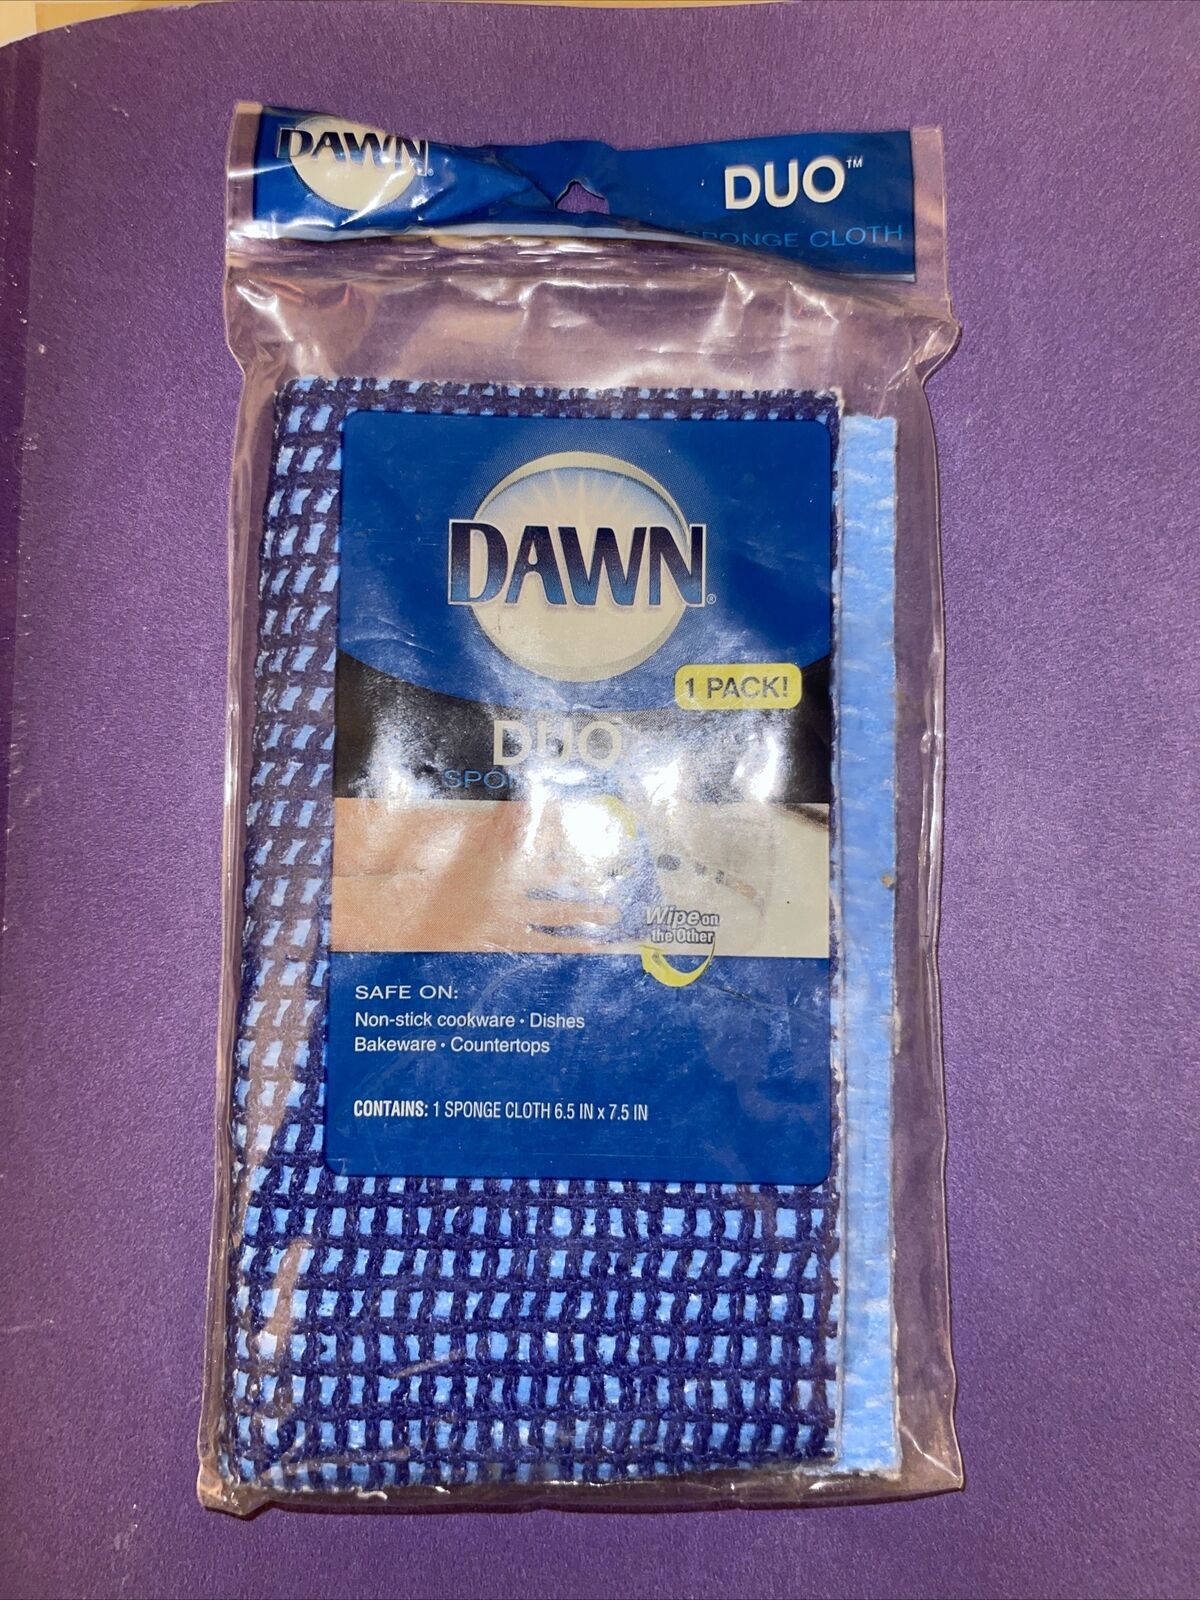 DAWN®
DUO™
SPONGE CLOTH
DAWN®
1 PACK!
DUO
Wipe on
the Other
SAFE ON:
Non-stick cookware • Dishes
Bakeware • Countertops
CONTAINS: 1 SPONGE CLOTH 6.5 IN x 7.5 IN